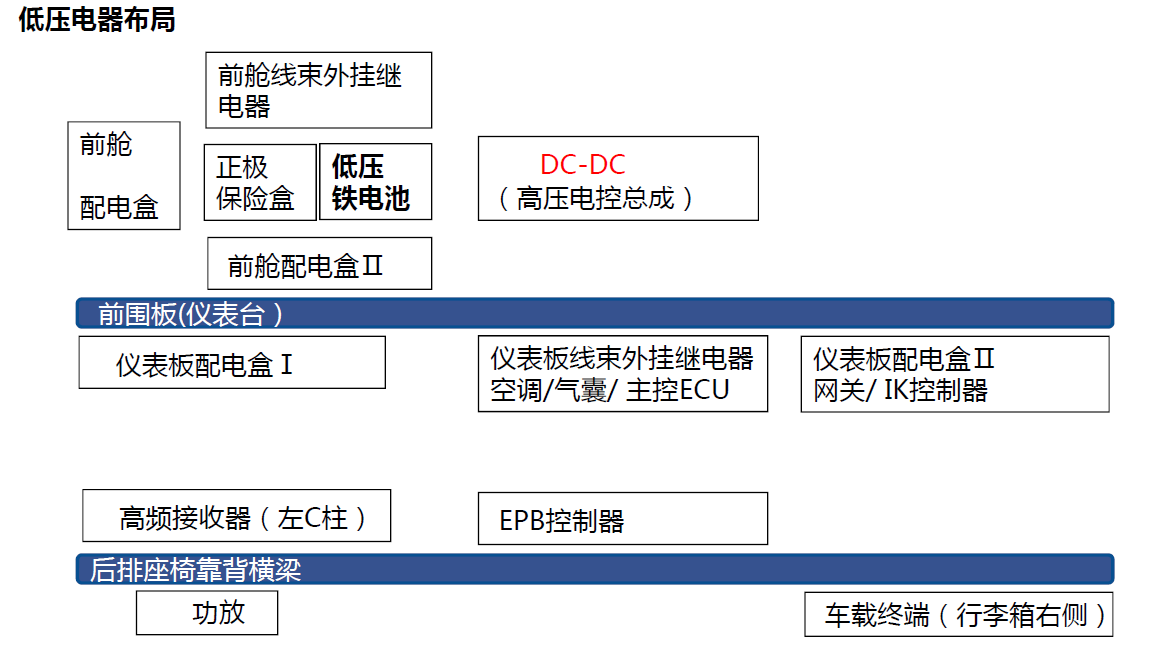 低压电器布局
前舱线束外挂继
电器
前舱
配电盒
正极
保险盒
低压
铁电池
DC-DC
（高压电控总成）
前舱配电盒Ⅱ
前围板(仪表台）
仪表板配电盒Ⅰ
仪表板线束外挂继电器
空调/气囊/ 主控ECU
仪表板配电盒Ⅱ
网关/ IK控制器
高频接收器（左C柱）
EPB控制器
后排座椅靠背横梁
功放
车载终端（行李箱右侧）